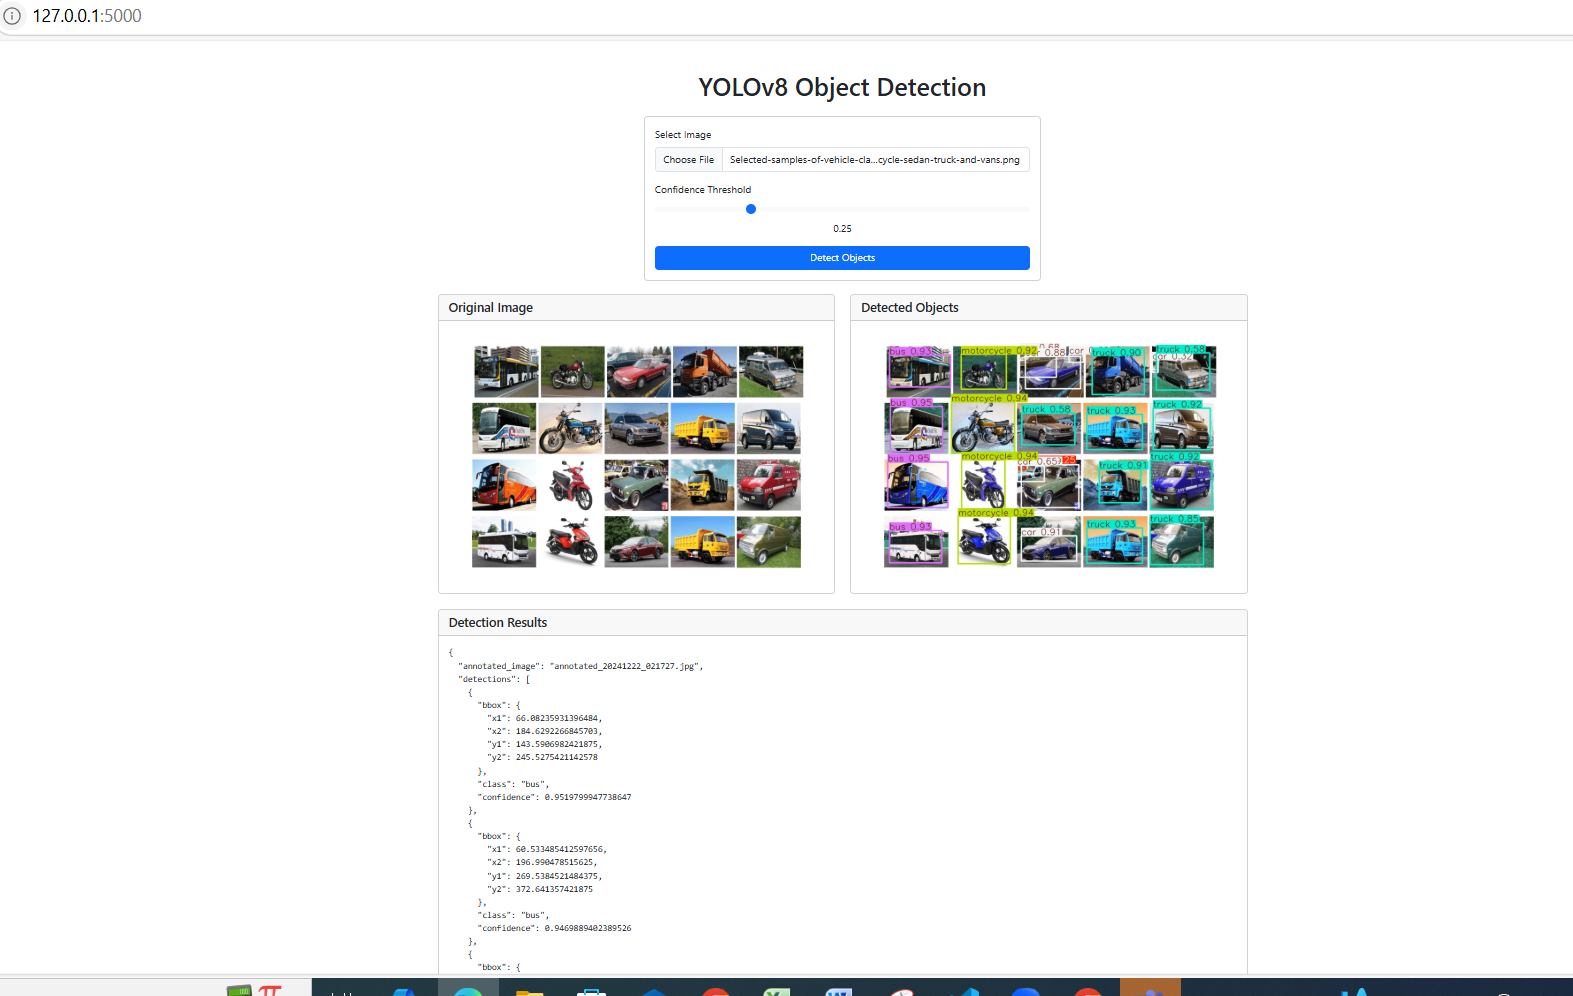 127.0.0.1:5000
YOLOv8 Object Detection
Select Image
Choose File Selected-samples-of-vehicle-cla...cycle-sedan-truck-and-vans.png
Confidence Threshold
0.25
Detect Objects
Original Image
Detected Objects
bus 0.93
motorcycle 0.92
0.68
0.88
car
truck 0.90
truck 0.58
car 0.32
bus 0.95
motorcycle 0.94
truck 0.58
truck 0.93
truck 0.92
bus 0.95
motorcycle 0.94
car 0.65
truck 0.91
truck 0.92
bus 0.93
motorcycle 0.94
car 0.91
truck 0.93
truck 0.85
Detection Results
{
"annotated_image": "annotated_20241222_021727.jpg",
"detections": [
{
"bbox": {
"x1": 66.08235931396484,
"x2": 184.6292266845703,
"y1": 143.5906982421875,
"y2": 245.5275421142578
},
"class": "bus",
"confidence": 0.9519799947738647
},
{
"bbox": {
"x1": 60.533485412597656,
"x2": 196.990478515625,
"y1": 269.5384521484375,
"y2": 372.641357421875
},
"class": "bus",
"confidence": 0.9469889402389526
},
{
"bbox": {